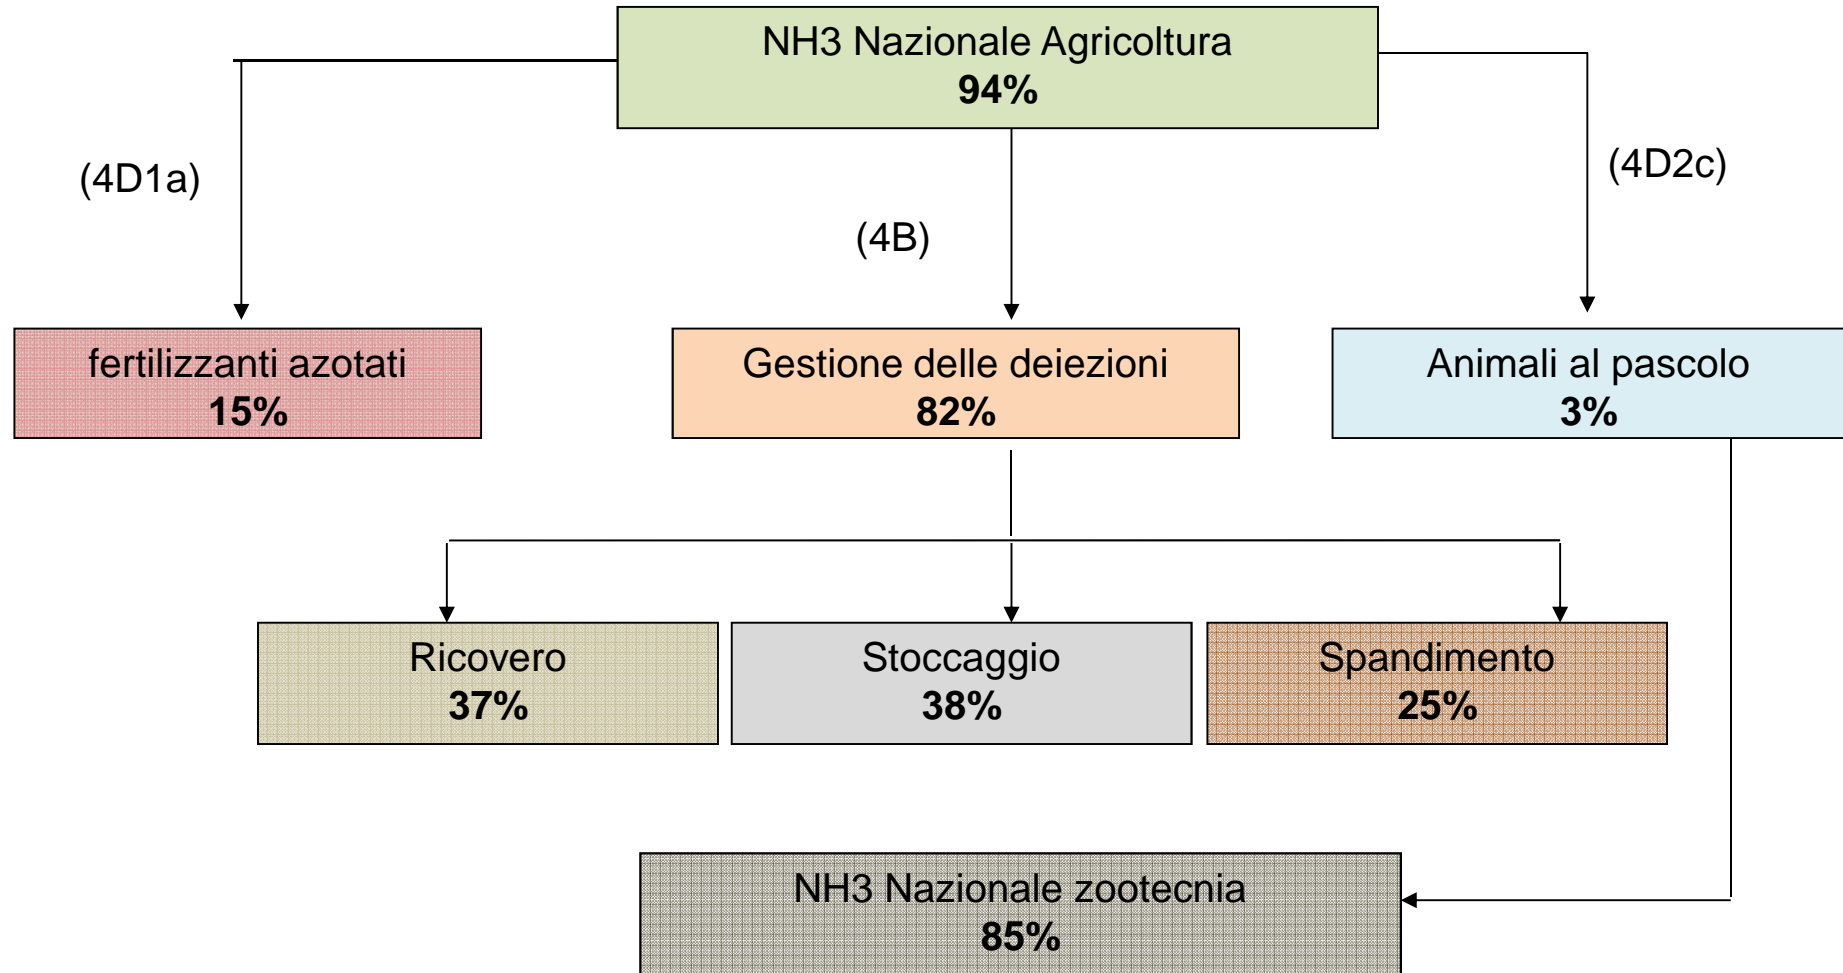 NH3 Nazionale Agricoltura
94%
(4D1a)
(4B)
(4D2c)
fertilizzanti azotati
15%
Gestione delle deiezioni
82%
Animali al pascolo
3%
Ricovero
37%
Stoccaggio
38%
Spandimento
25%
NH3 Nazionale zootecnia
85%